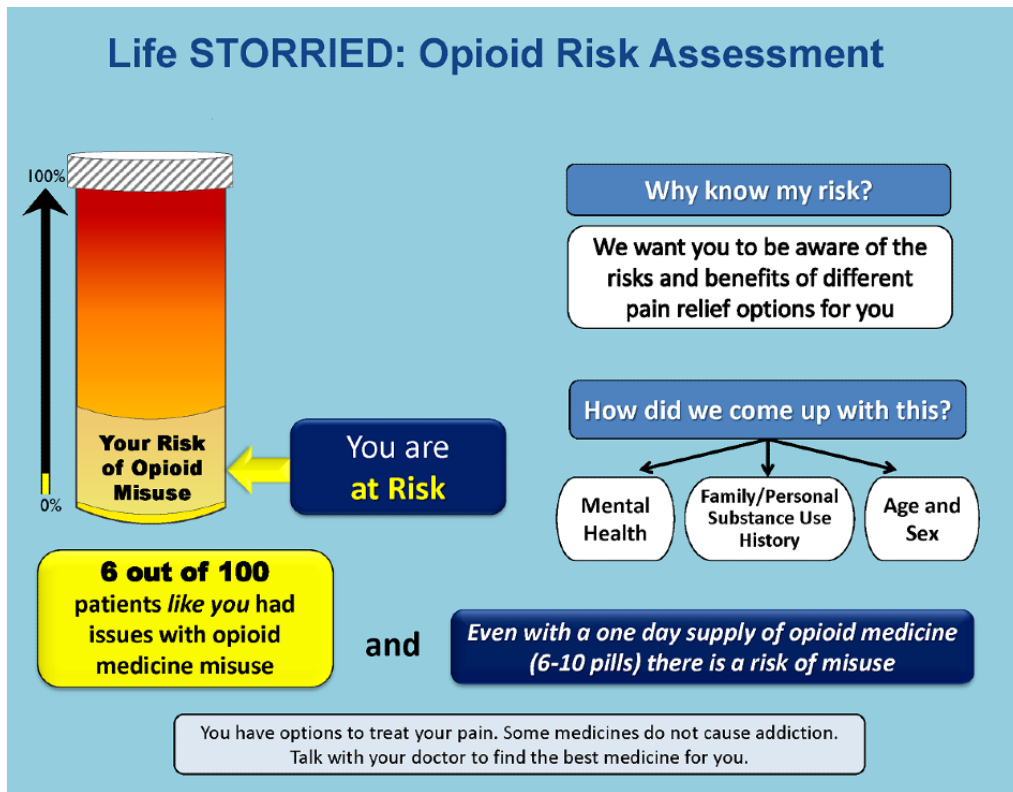 Life STORRIED: Opioid Risk Assessment
100%
0%
Your Risk
of Opioid
Misuse
You are
at Risk
6 out of 100
patients like you had
issues with opioid
medicine misuse
and
Even with a one day supply of opioid medicine
(6-10 pills) there is a risk of misuse
Why know my risk?
We want you to be aware of the
risks and benefits of different
pain relief options for you
How did we come up with this?
Mental
Health
Family/Personal
Substance Use
History
Age and
Sex
You have options to treat your pain. Some medicines do not cause addiction.
Talk with your doctor to find the best medicine for you.